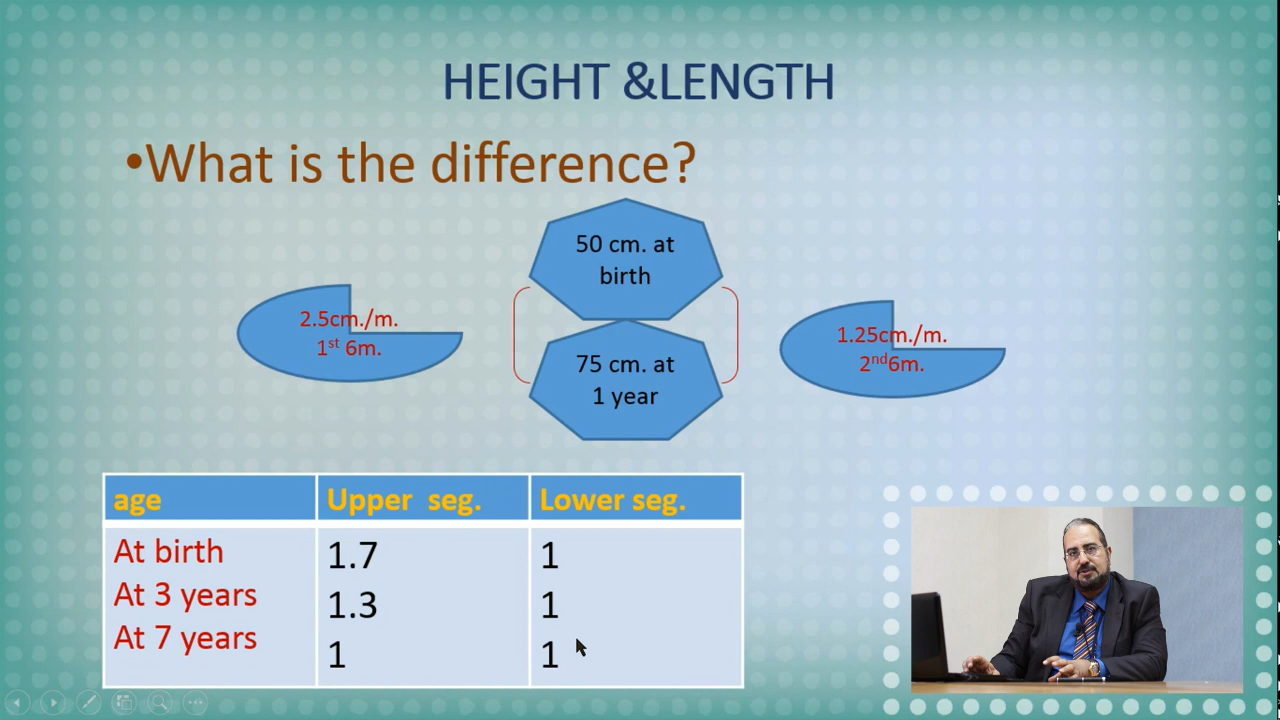 HEIGHT &LENGTH
•What is the difference?
50 cm. at
birth
2.5cm./m.
1st 6m.
75 cm. at
1 year
1.25cm./m.
2nd6m.
age Upper seg. Lower seg.
At birth 1.7 1
At 3 years 1.3 1
At 7 years 1 1